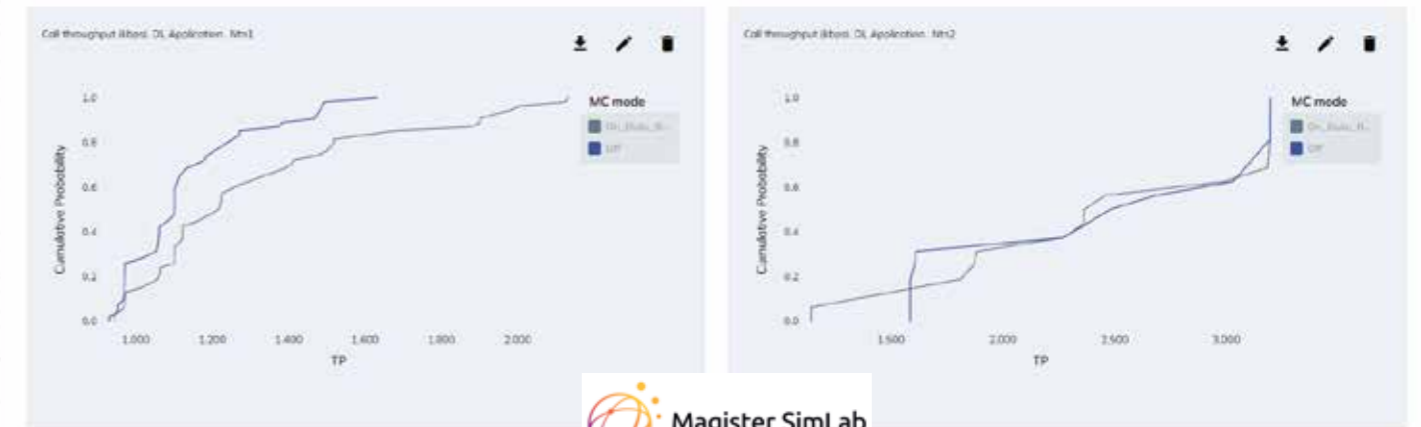 Call throughput (kbps). DL Application. Ntn1
1.0
0.8
0.6
0.4
0.2
0.0
Cumulative Probability
1.000 1.200 1.400 1.600 1.800 2.000
TP
MC mode
Off
Call throughput (kbps). DL Application. Ntn2
1.0
0.8
0.6
0.4
0.2
0.0
Cumulative Probability
1.500 2.000 2.500 3.000
TP
MC mode
Off
Magister SimLab